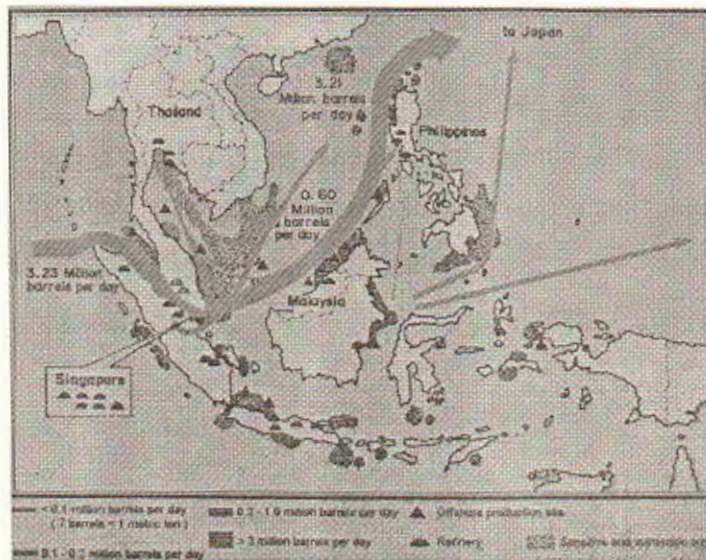 to Japan
3.21
Million barrels
per day
Thailand
Philippines
0.60
Million
barrels
per day
3.23 Million
barrels per day
Malaysia
Singapore
< 0.1 million barrels per day
( 7 barrels = 1 metric ton )
0.1 - 0.2 million barrels per day
0.2 - 1.0 million barrels per day
> 3 million barrels per day
Offshore production site
Refinery
Sensitive and vulnerable